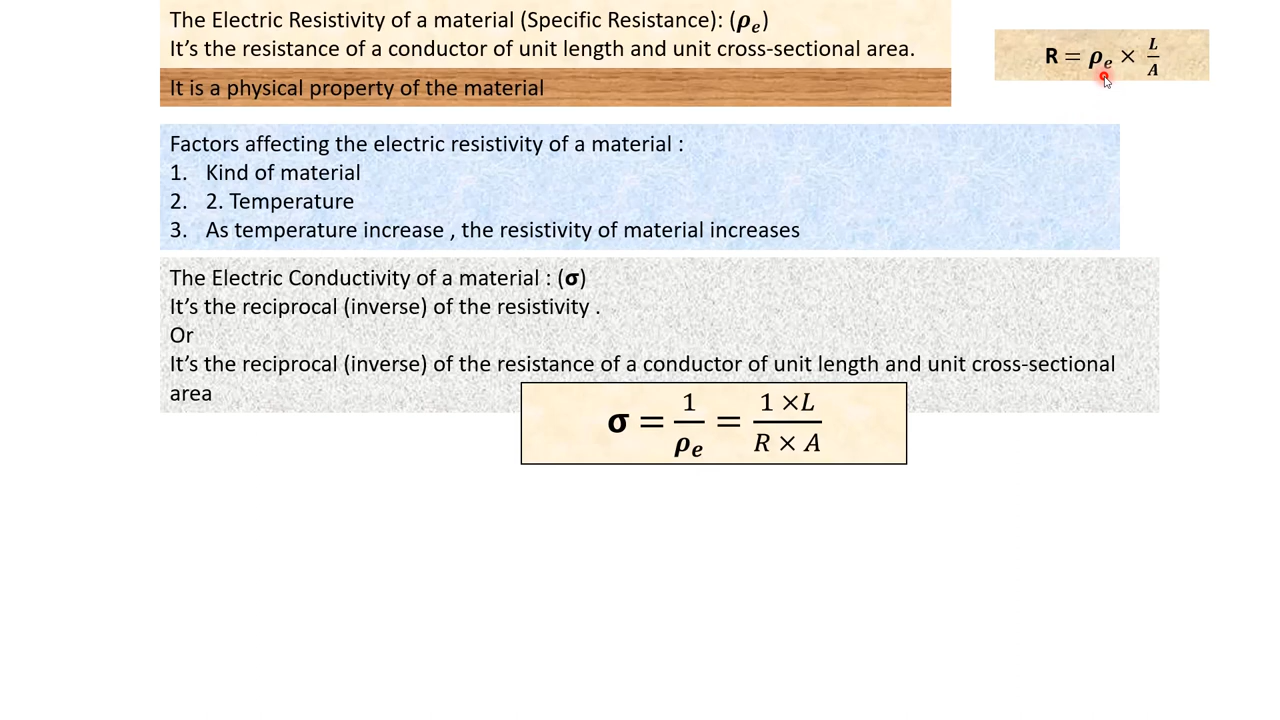 The Electric Resistivity of a material (Specific Resistance): (ρₑ)
It’s the resistance of a conductor of unit length and unit cross-sectional area.
R = ρₑ × L/A
It is a physical property of the material
Factors affecting the electric resistivity of a material :
1. Kind of material
2. 2. Temperature
3. As temperature increase , the resistivity of material increases
The Electric Conductivity of a material : (σ)
It’s the reciprocal (inverse) of the resistivity .
Or
It’s the reciprocal (inverse) of the resistance of a conductor of unit length and unit cross-sectional
area
σ = 1/ρₑ = (1 ×L)/(R × A)